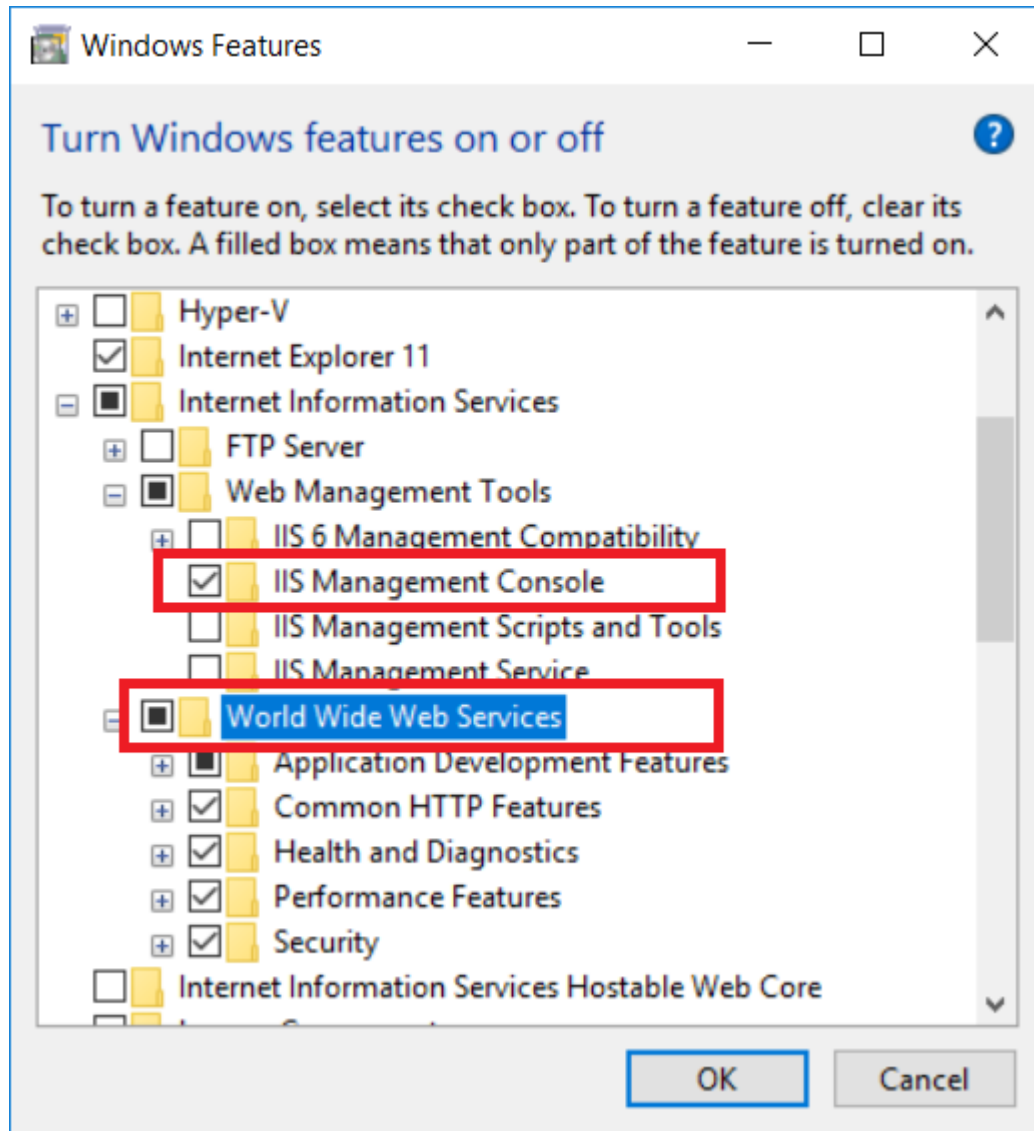 Windows Features
Turn Windows features on or off
To turn a feature on, select its check box. To turn a feature off, clear its
check box. A filled box means that only part of the feature is turned on.
Hyper-V
Internet Explorer 11
Internet Information Services
FTP Server
Web Management Tools
IIS 6 Management Compatibility
IIS Management Console
IIS Management Scripts and Tools
IIS Management Service
World Wide Web Services
Application Development Features
Common HTTP Features
Health and Diagnostics
Performance Features
Security
Internet Information Services Hostable Web Core
OK
Cancel